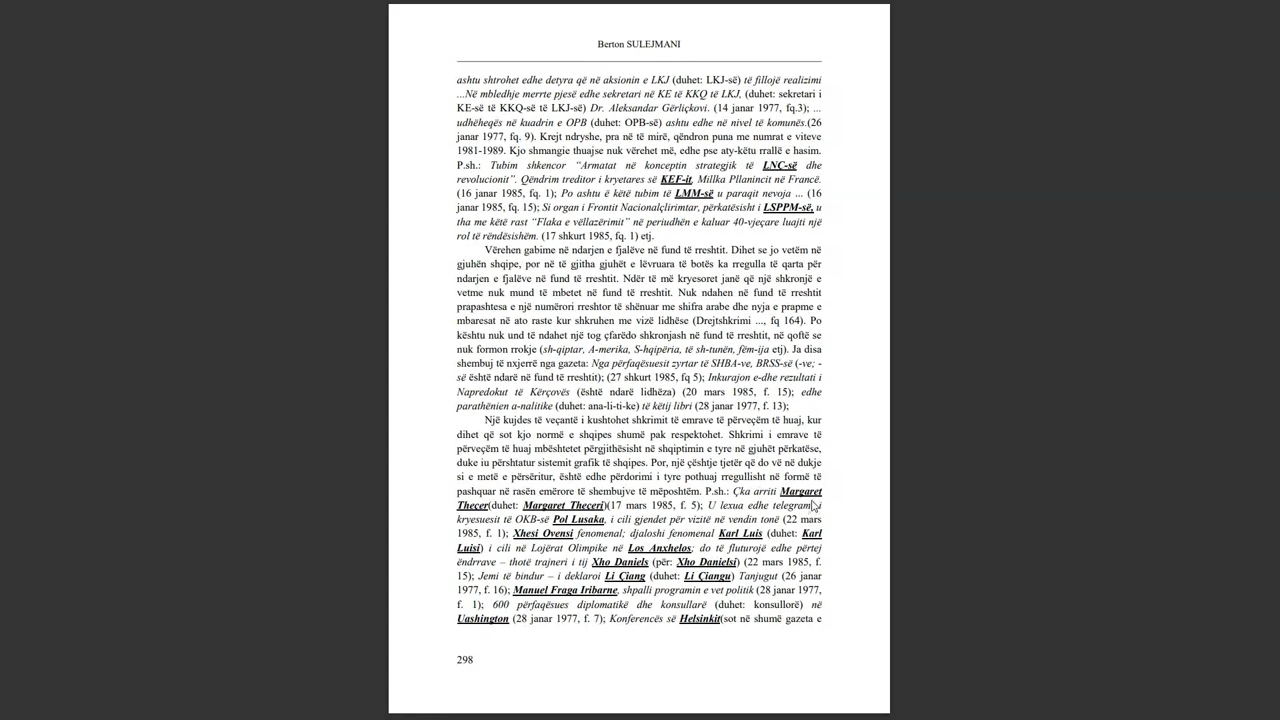 Berton SULEJMANI
ashtu shtrohet edhe detyra që në aksionin e LKJ (duhet: LKJ-së) të fillojë realizimi
...Në mbledhje merrte pjesë edhe sekretari në KE të KKQ të LKJ, (duhet: sekretari i
KE-së të KKQ-së të LKJ-së) Dr. Aleksandar Gërliçkovi. (14 janar 1977, fq.3); ...
udhëheqës në kuadrin e OPB (duhet: OPB-së) ashtu edhe në nivel të komunës.(26
janar 1977, fq. 9). Krejt ndryshe, pra në të mirë, qëndron puna me numrat e viteve
1981-1989. Kjo shmangie thuajse nuk vërehet më, edhe pse aty-këtu rrallë e hasim.
P.sh.: Tubim shkencor “Armatat në konceptin strategjik të LNC-së dhe
revolucionit”. Qëndrim treditor i kryetares së KEF-it, Millka Pllanincit në Francë.
(16 janar 1985, fq. 1); Po ashtu ë këtë tubim të LMM-së u paraqit nevoja ... (16
janar 1985, fq. 15); Si organ i Frontit Nacionalçlirimtar, përkatësisht i LSPPM-së, u
tha me këtë rast “Flaka e vëllazërimit” në periudhën e kaluar 40-vjeçare luajti një
rol të rëndësishëm. (17 shkurt 1985, fq. 1) etj.
Vërehen gabime në ndarjen e fjalëve në fund të rreshtit. Dihet se jo vetëm në
gjuhën shqipe, por në të gjitha gjuhët e lëvruara të botës ka rregulla të qarta për
ndarjen e fjalëve në fund të rreshtit. Ndër të më kryesoret janë që një shkronjë e
vetme nuk mund të mbetet në fund të rreshtit. Nuk ndahen në fund të rreshtit
prapashtesa e një numërori rreshtor të shënuar me shifra arabe dhe nyja e prapme e
mbaresat në ato raste kur shkruhen me vizë lidhëse (Drejtshkrimi ..., fq 164). Po
kështu nuk und të ndahet një tog çfarëdo shkronjash në fund të rreshtit, në qoftë se
nuk formon rrokje (sh-qiptar, A-merika, S-hqipëria, të sh-tunën, fëm-ija etj). Ja disa
shembuj të nxjerrë nga gazeta: Nga përfaqësuesit zyrtar të SHBA-ve, BRSS-së (-ve; -
së është ndarë në fund të rreshtit); (27 shkurt 1985, fq 5); Inkurajon e-dhe rezultati i
Napredokut të Kërçovës (është ndarë lidhëza) (20 mars 1985, f. 15); edhe
parathënien a-nalitike (duhet: ana-li-ti-ke) të këtij libri (28 janar 1977, f. 13);
Një kujdes të veçantë i kushtohet shkrimit të emrave të përveçëm të huaj, kur
dihet që sot kjo normë e shqipes shumë pak respektohet. Shkrimi i emrave të
përveçëm të huaj mbështetet përgjithësisht në shqiptimin e tyre në gjuhët përkatëse,
duke iu përshtatur sistemit grafik të shqipes. Por, një çështje tjetër që do vë në dukje
si e metë e përsëritur, është edhe përdorimi i tyre pothuaj rregullisht në formë të
pashquar në rasën emërore të shembujve të mëposhtëm. P.sh.: Çka arriti Margaret
Theçer(duhet: Margaret Theçeri)(17 mars 1985, f. 5); U lexua edhe telegrami i
kryesuesit të OKB-së Pol Lusaka, i cili gjendet për vizitë në vendin tonë (22 mars
1985, f. 1); Xhesi Ovensi fenomenal; djaloshi fenomenal Karl Luis (duhet: Karl
Luisi) i cili në Lojërat Olimpike në Los Anxhelos; do të fluturojë edhe përtej
ëndrrave – thotë trajneri i tij Xho Daniels (për: Xho Danielsi) (22 mars 1985, f.
15); Jemi të bindur – i deklaroi Li Çiang (duhet: Li Çiangu) Tanjugut (26 janar
1977, f. 16); Manuel Fraga Iribarne, shpalli programin e vet politik (28 janar 1977,
f. 1); 600 përfaqësues diplomatikë dhe konsullarë (duhet: konsullorë) në
Uashington (28 janar 1977, f. 7); Konferencës së Helsinkit(sot në shumë gazeta e
298